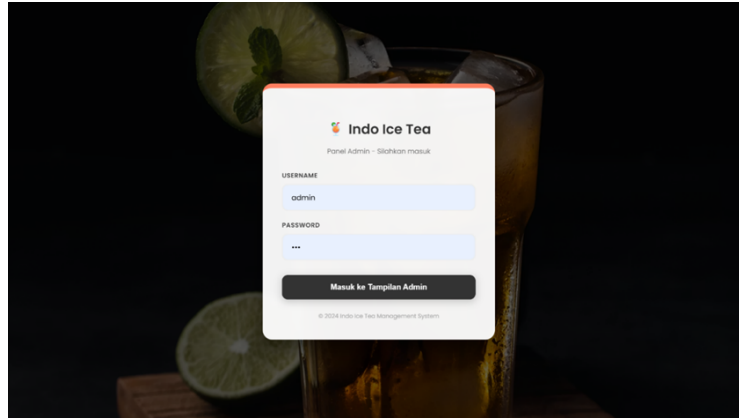 Indo Ice Tea
Panel Admin - Silahkan masuk
USERNAME
admin
PASSWORD
•••
Masuk ke Tampilan Admin
© 2024 Indo Ice Tea Management System